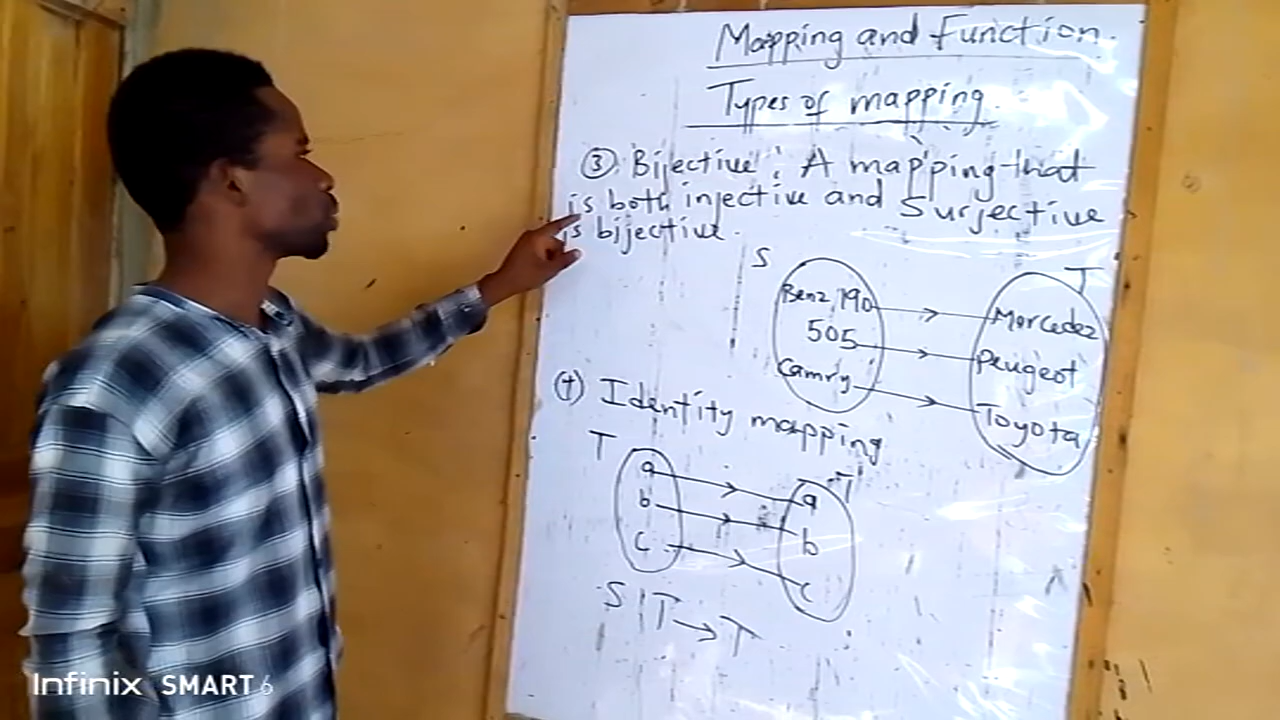 Mapping and Function.
Types of mapping.
③ Bijective: A mapping that
is both injective and Surjective
is bijective.
S
T
Benz 190
505
Camry
Mercedez
Peugeot
Toyota
④ Identity mapping
T
T
a
b
c
a
b
c
S | T → T
Infinix SMART 6